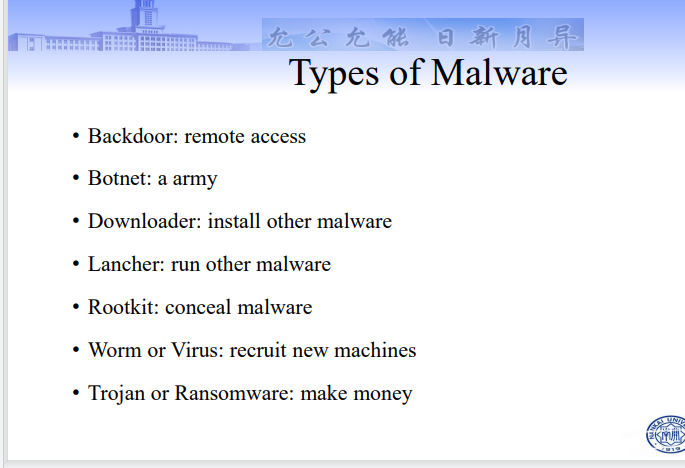 允公允能 日新月异
Types of Malware
• Backdoor: remote access
• Botnet: a army
• Downloader: install other malware
• Lancher: run other malware
• Rootkit: conceal malware
• Worm or Virus: recruit new machines
• Trojan or Ransomware: make money